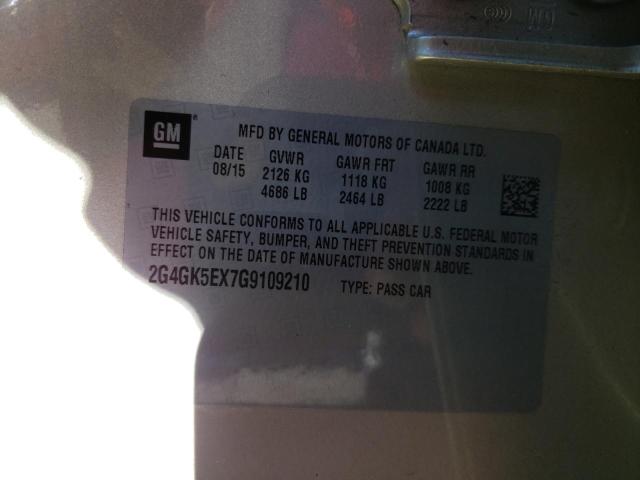 GM
MFD BY GENERAL MOTORS OF CANADA LTD.
DATE GVWR GAWR FRT GAWR RR
08/15 2126 KG 1118 KG 1008 KG
4686 LB 2464 LB 2222 LB
THIS VEHICLE CONFORMS TO ALL APPLICABLE U.S. FEDERAL MOTOR
VEHICLE SAFETY, BUMPER, AND THEFT PREVENTION STANDARDS IN
EFFECT ON THE DATE OF MANUFACTURE SHOWN ABOVE.
2G4GK5EX7G9109210 TYPE: PASS CAR